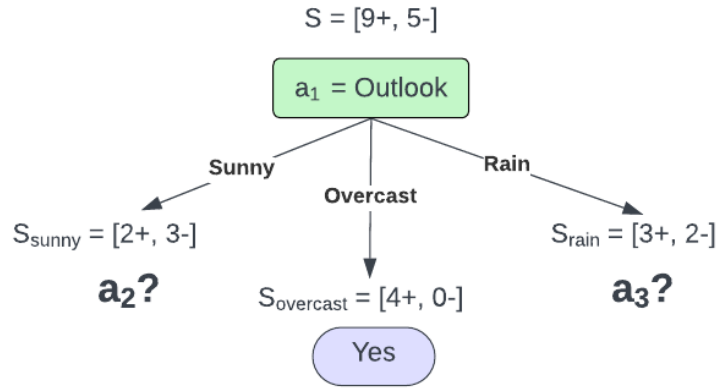 S = [9+, 5-]
a₁ = Outlook
Sunny
Overcast
Rain
Ssunny = [2+, 3-]
a₂?
Sovercast = [4+, 0-]
Yes
Srain = [3+, 2-]
a₃?